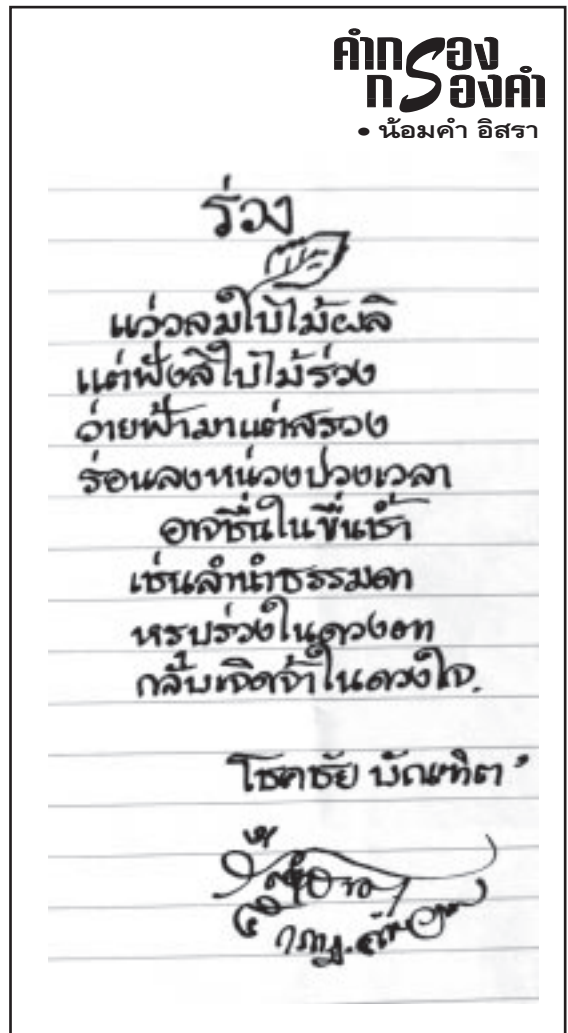 คำกรอง
กรองคำ
• น้อมคำ อิสรา
ร่วง
แว่วลมใบไม้ผลิ
แต่ฟังสิใบไม้ร่วง
ว่ายฟ้ามาแต่สรวง
ร่อนลงหน่วงปวงเวลา
อาจชื่นในขื่นช้ำ
เช่นลำนำธรรมดา
หรุบร่วงในดวงตา
กลับเจิดจ้าในดวงใจ.
โชคชัย บัณฑิต'